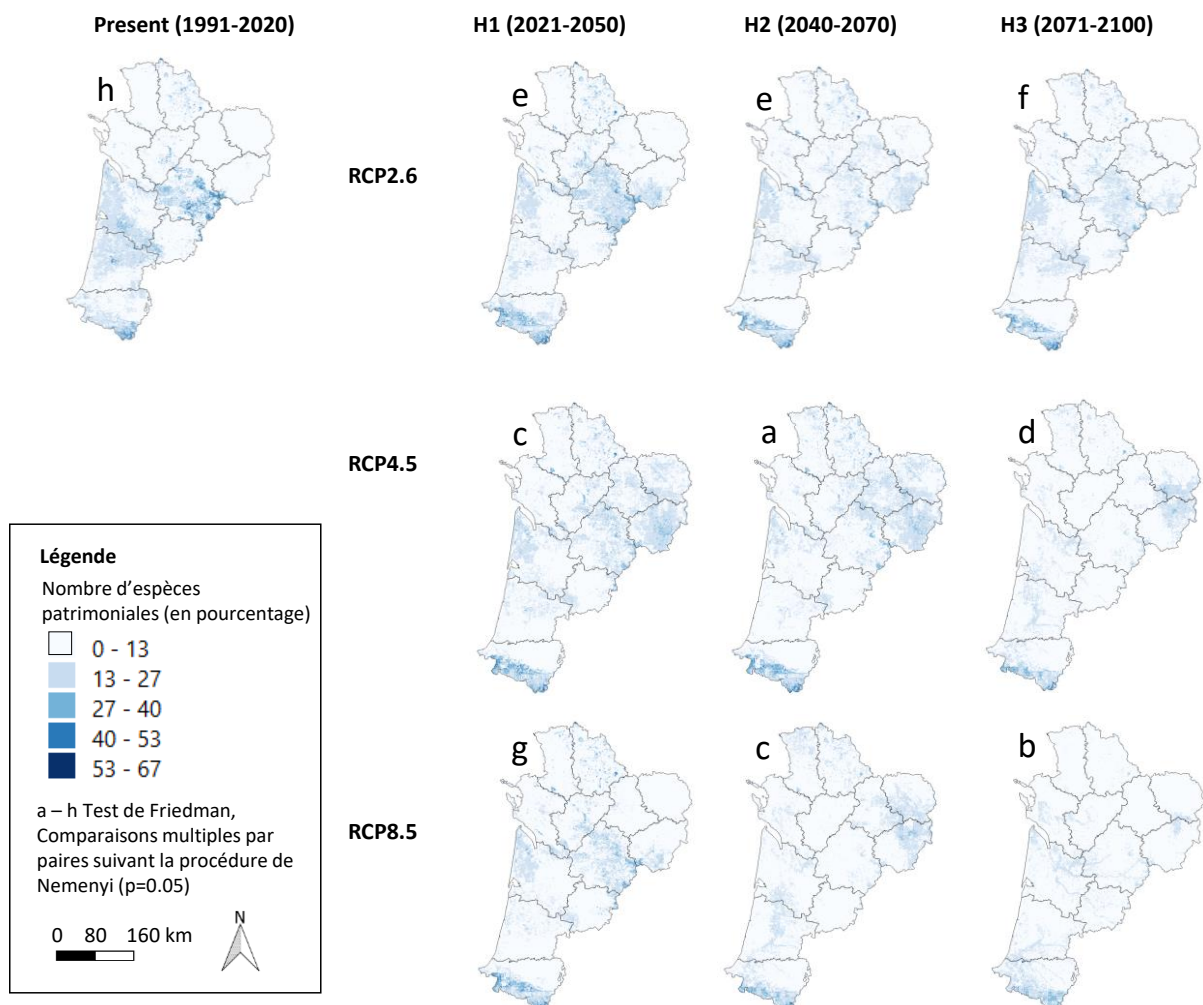 Present (1991-2020)
H1 (2021-2050)
H2 (2040-2070)
H3 (2071-2100)
h
e
e
f
RCP2.6
c
a
d
RCP4.5
g
c
b
RCP8.5
Légende
Nombre d'espèces
patrimoniales (en pourcentage)
0 - 13
13 - 27
27 - 40
40 - 53
53 - 67
a – h Test de Friedman,
Comparaisons multiples par
paires suivant la procédure de
Nemenyi (p=0.05)
N
0 80 160 km